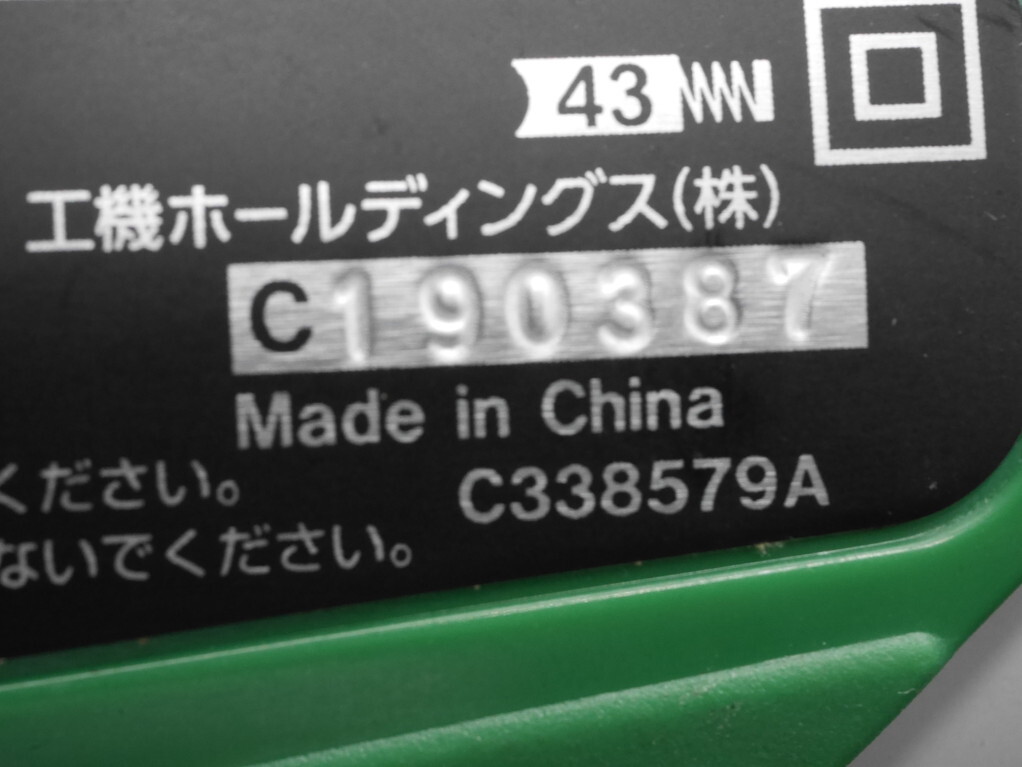 43
工機ホールディングス(株)
C190387
Made in China
ください。 C338579A
ないでください。